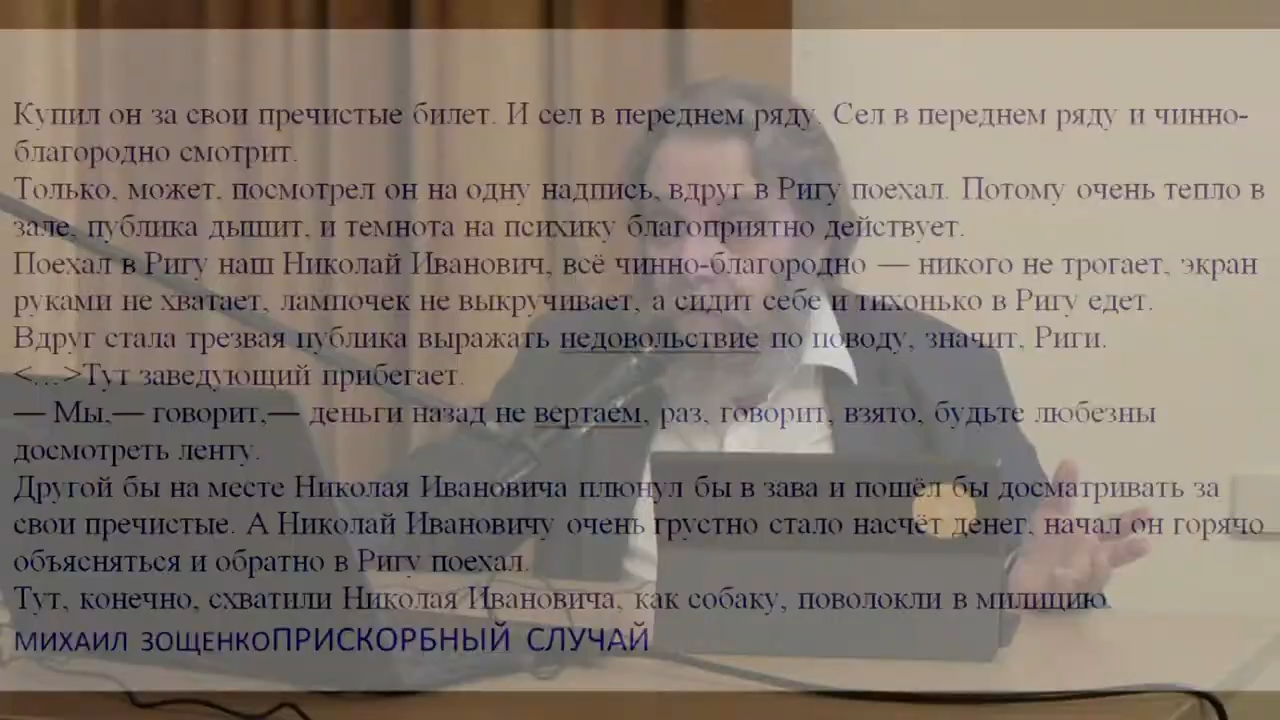 Купил он за свои пречистые билет. И сел в переднем ряду. Сел в переднем ряду и чинно-
благородно смотрит.
Только, может, посмотрел он на одну надпись, вдруг в Ригу поехал. Потому очень тепло в
зале, публика дышит, и темнота на психику благоприятно действует.
Поехал в Ригу наш Николай Иванович, всё чинно-благородно — никого не трогает, экран
руками не хватает, лампочек не выкручивает, а сидит себе и тихонько в Ригу едет.
Вдруг стала трезвая публика выражать недовольствие по поводу, значит, Риги.
<...>Тут заведующий прибегает.
— Мы,— говорит,— деньги назад не вертаем, раз, говорит, взято, будьте любезны
досмотреть ленту.
Другой бы на месте Николая Ивановича плюнул бы в зава и пошёл бы досматривать за
свои пречистые. А Николай Ивановичу очень грустно стало насчёт денег, начал он горячо
объясняться и обратно в Ригу поехал.
Тут, конечно, схватили Николая Ивановича, как собаку, поволокли в милицию.
МИХАИЛ ЗОЩЕНКОПРИСКОРБНЫЙ СЛУЧАЙ